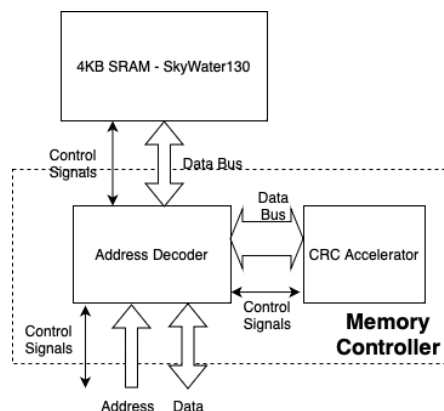 4KB SRAM - SkyWater130
Control
Signals
Data Bus
Data
Bus
Address Decoder
CRC Accelerator
Control
Signals
Control
Signals
Memory
Controller
Address
Data